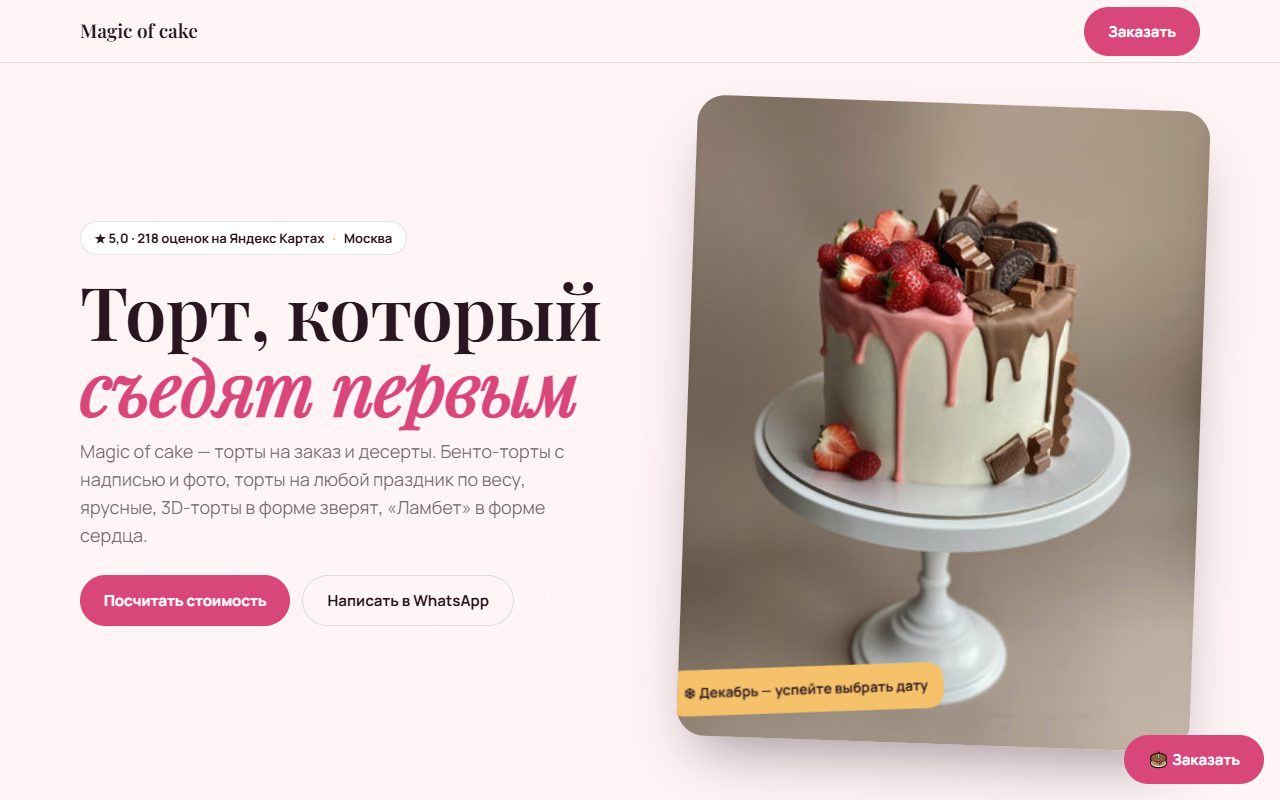 Magic of cake
Заказать
★ 5,0 · 218 оценок на Яндекс Картах · Москва
Торт, который
съедят первым
Magic of cake — торты на заказ и десерты. Бенто-торты с
надписью и фото, торты на любой праздник по весу,
ярусные, 3D-торты в форме зверят, «Ламбет» в форме
сердца.
Посчитать стоимость
Написать в WhatsApp
❄ Декабрь — успейте выбрать дату
🎂 Заказать